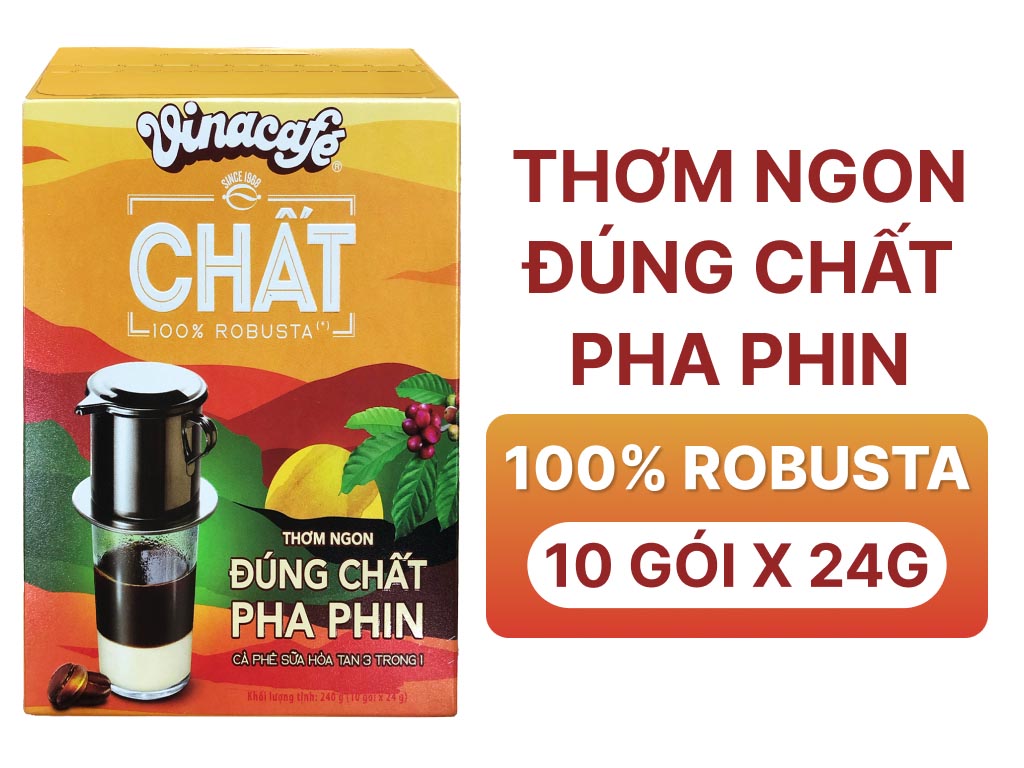 Vinacafé®
SINCE 1968
CHẤT
100% ROBUSTA(*)
THƠM NGON
ĐÚNG CHẤT
PHA PHIN
CÀ PHÊ SỮA HÒA TAN 3 TRONG 1
Khối lượng tịnh: 240 g (10 gói x 24 g)
THƠM NGON
ĐÚNG CHẤT
PHA PHIN
100% ROBUSTA
10 GÓI X 24G